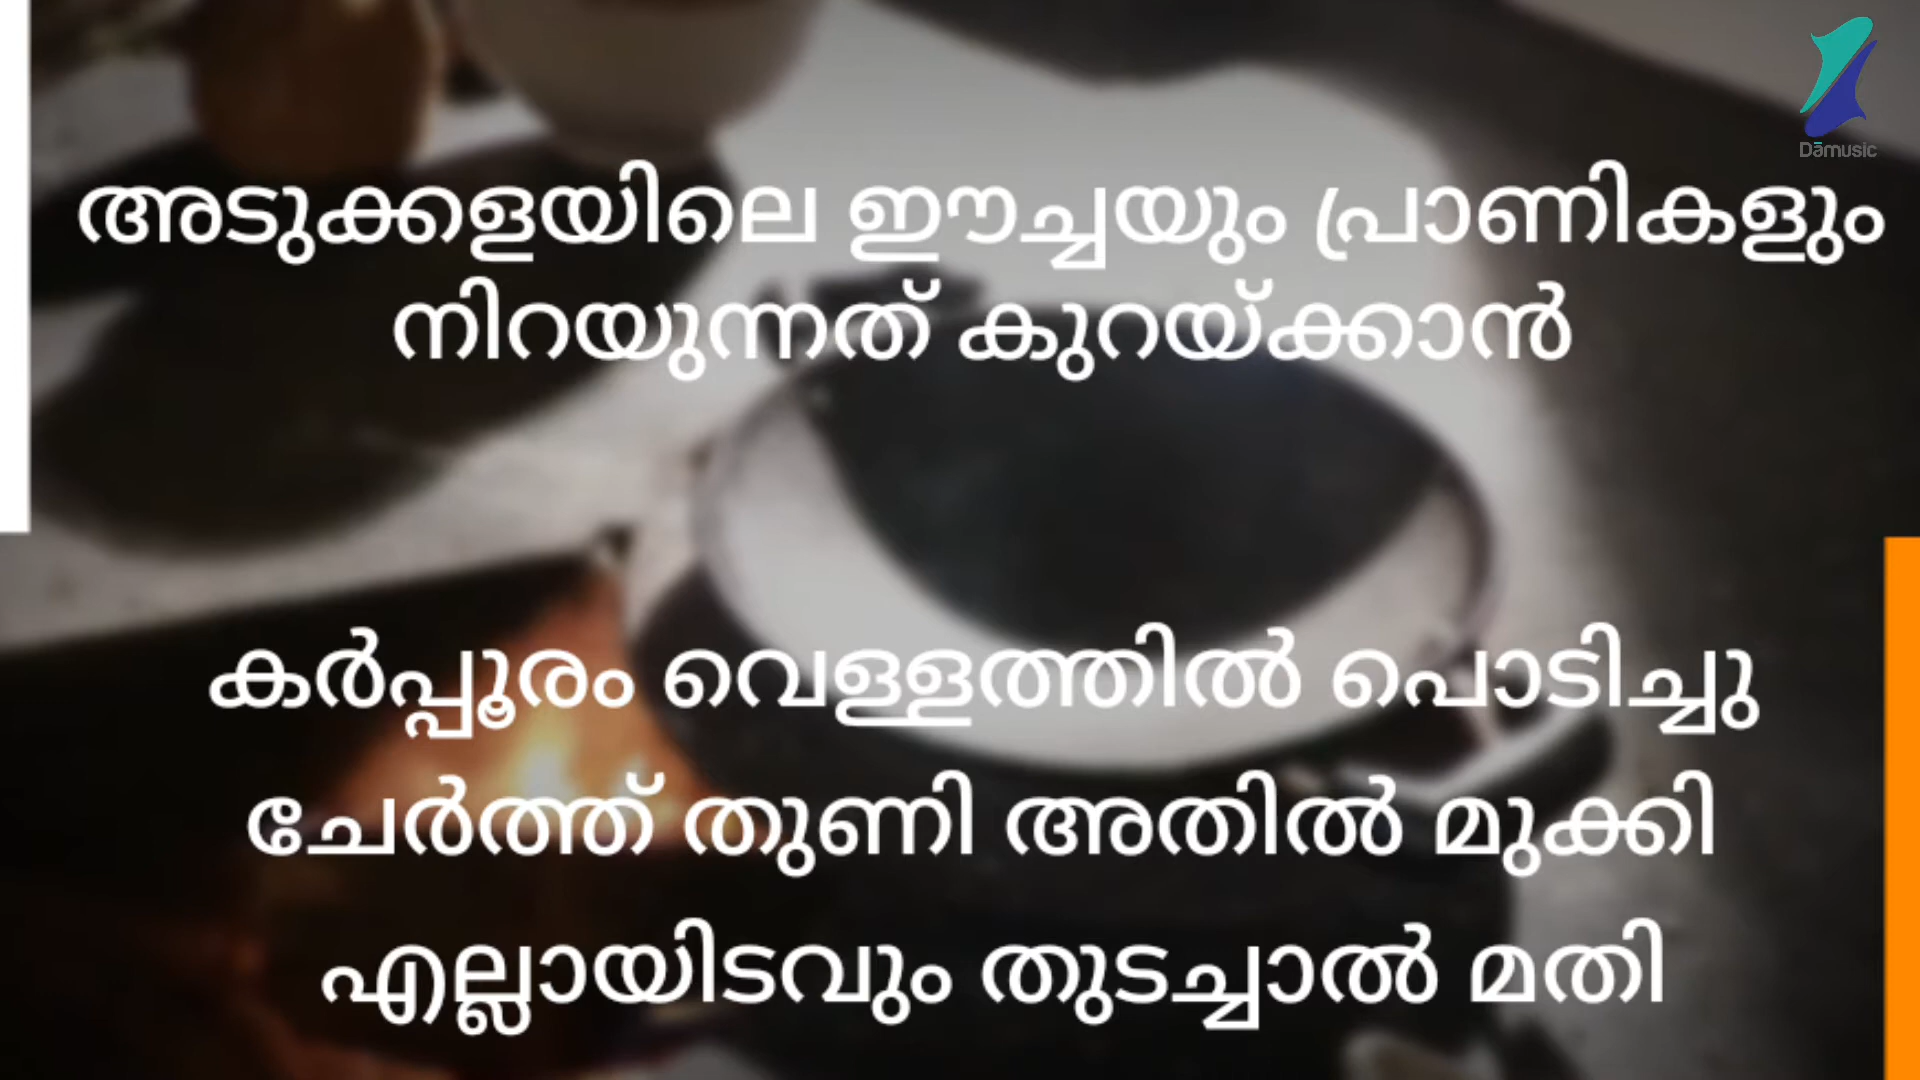 Dāmusic
അടുക്കളയിലെ ഈച്ചയും പ്രാണികളും
നിറയുന്നത് കുറയ്ക്കാൻ
കർപ്പൂരം വെള്ളത്തിൽ പൊടിച്ചു
ചേർത്ത് തുണി അതിൽ മുക്കി
എല്ലായിടവും തുടച്ചാൽ മതി